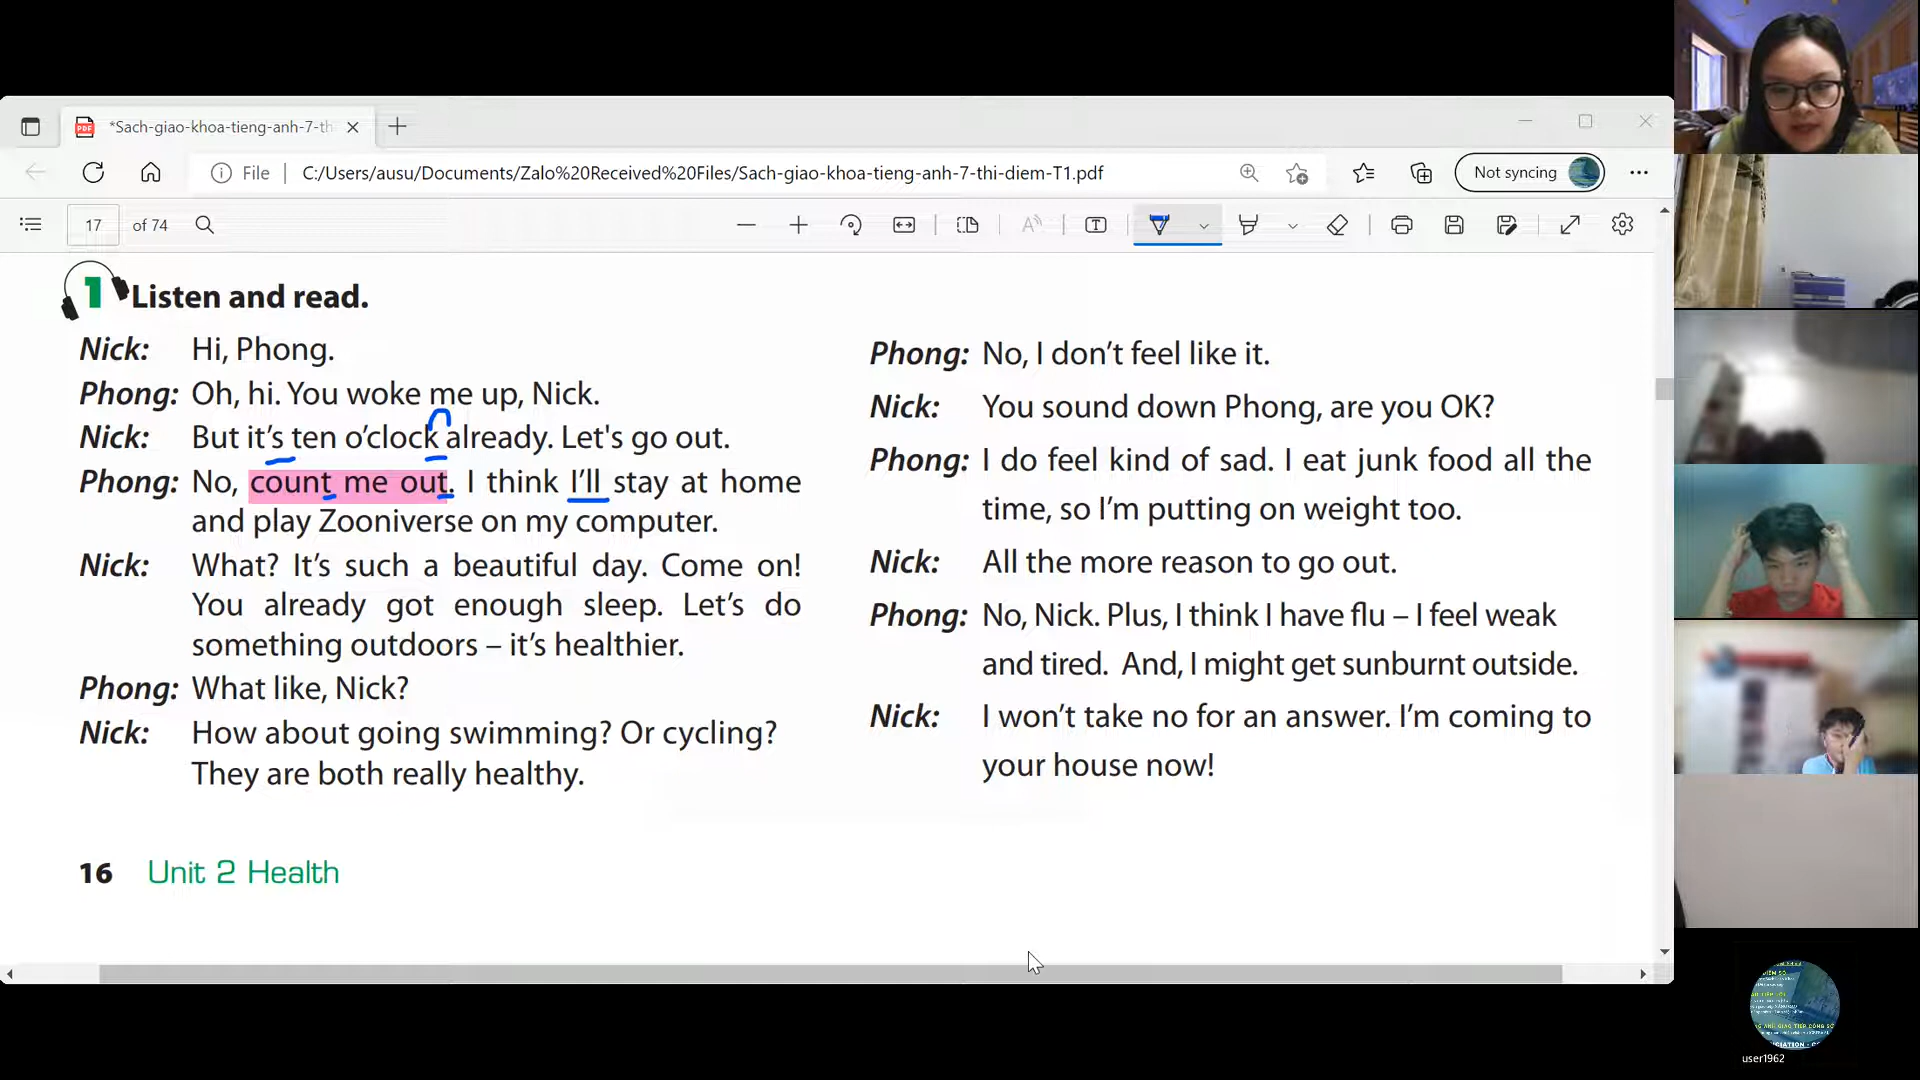 *Sach-giao-khoa-tieng-anh-7-th
File
C:/Users/ausu/Documents/Zalo%20Received%20Files/Sach-giao-khoa-tieng-anh-7-thi-diem-T1.pdf
Not syncing
17 of 74
1 Listen and read.
Nick: Hi, Phong.
Phong: Oh, hi. You woke me up, Nick.
Nick: But it’s ten o’clock already. Let's go out.
Phong: No, count me out. I think I’ll stay at home
and play Zooniverse on my computer.
Nick: What? It’s such a beautiful day. Come on!
You already got enough sleep. Let’s do
something outdoors – it’s healthier.
Phong: What like, Nick?
Nick: How about going swimming? Or cycling?
They are both really healthy.
Phong: No, I don’t feel like it.
Nick: You sound down Phong, are you OK?
Phong: I do feel kind of sad. I eat junk food all the
time, so I’m putting on weight too.
Nick: All the more reason to go out.
Phong: No, Nick. Plus, I think I have flu – I feel weak
and tired. And, I might get sunburnt outside.
Nick: I won’t take no for an answer. I’m coming to
your house now!
16 Unit 2 Health
user1962